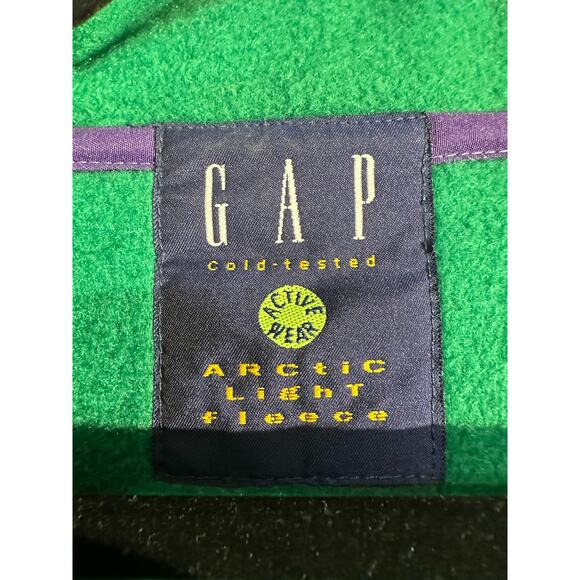 GAP
Cold-tested
ACTIVE
WEAR
ARCtiC
LighT
fleece